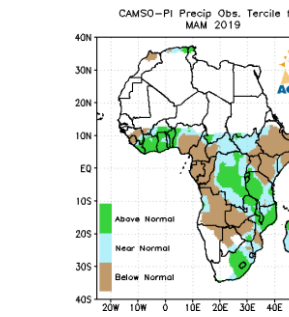 CAMSO-PI Precip Obs. Tercile
MAM 2019
40N
30N
20N
10N
EQ
10S
20S
30S
40S
Above Normal
Near Normal
Below Normal
20W 10W 0 10E 20E 30E 40E